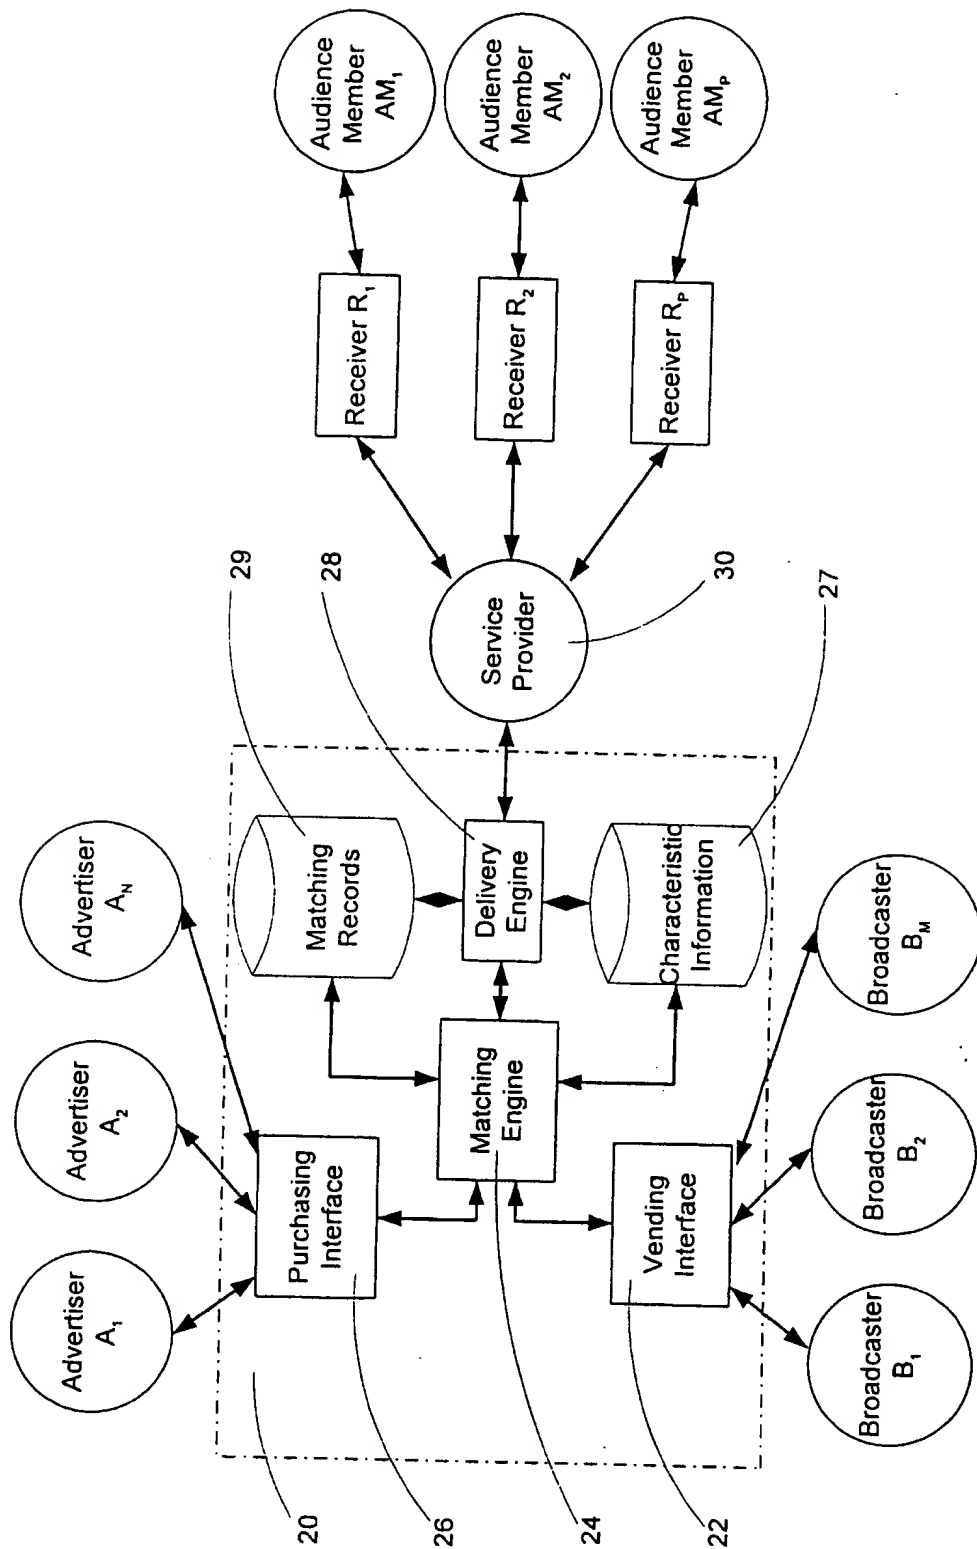 Advertiser
A₁
Advertiser
A₂
Advertiser
Aₙ
20
26
24
22
Purchasing
Interface
Vending
Interface
Matching
Engine
Matching
Records
Delivery
Engine
Characteristic
Information
29
28
30
27
Broadcaster
B₁
Broadcaster
B₂
Broadcaster
Bₘ
Service
Provider
Receiver R₁
Receiver R₂
Receiver Rₚ
Audience
Member
AM₁
Audience
Member
AM₂
Audience
Member
AMₚ